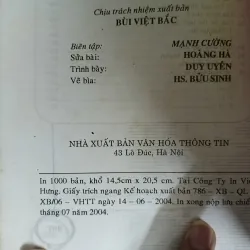 Chịu trách nhiệm xuất bản
BÙI VIỆT BẮC
Biên tập: MẠNH CƯỜNG
Sửa bài: HOÀNG HÀ
Trình bày: DUY UYÊN
Vẽ bìa: HS. BỬU SINH
NHÀ XUẤT BẢN VĂN HÓA THÔNG TIN
43 Lò Đúc, Hà Nội
In 1000 bản, khổ 14,5cm x 20,5 cm. Tại Công Ty In Việ
Hưng. Giấy trích ngang Kế hoạch xuất bản 786 – XB – QL
XB/06 – VHTT ngày 14 – 06 – 2004. In xong nộp lưu chiể
tháng 07 năm 2004.